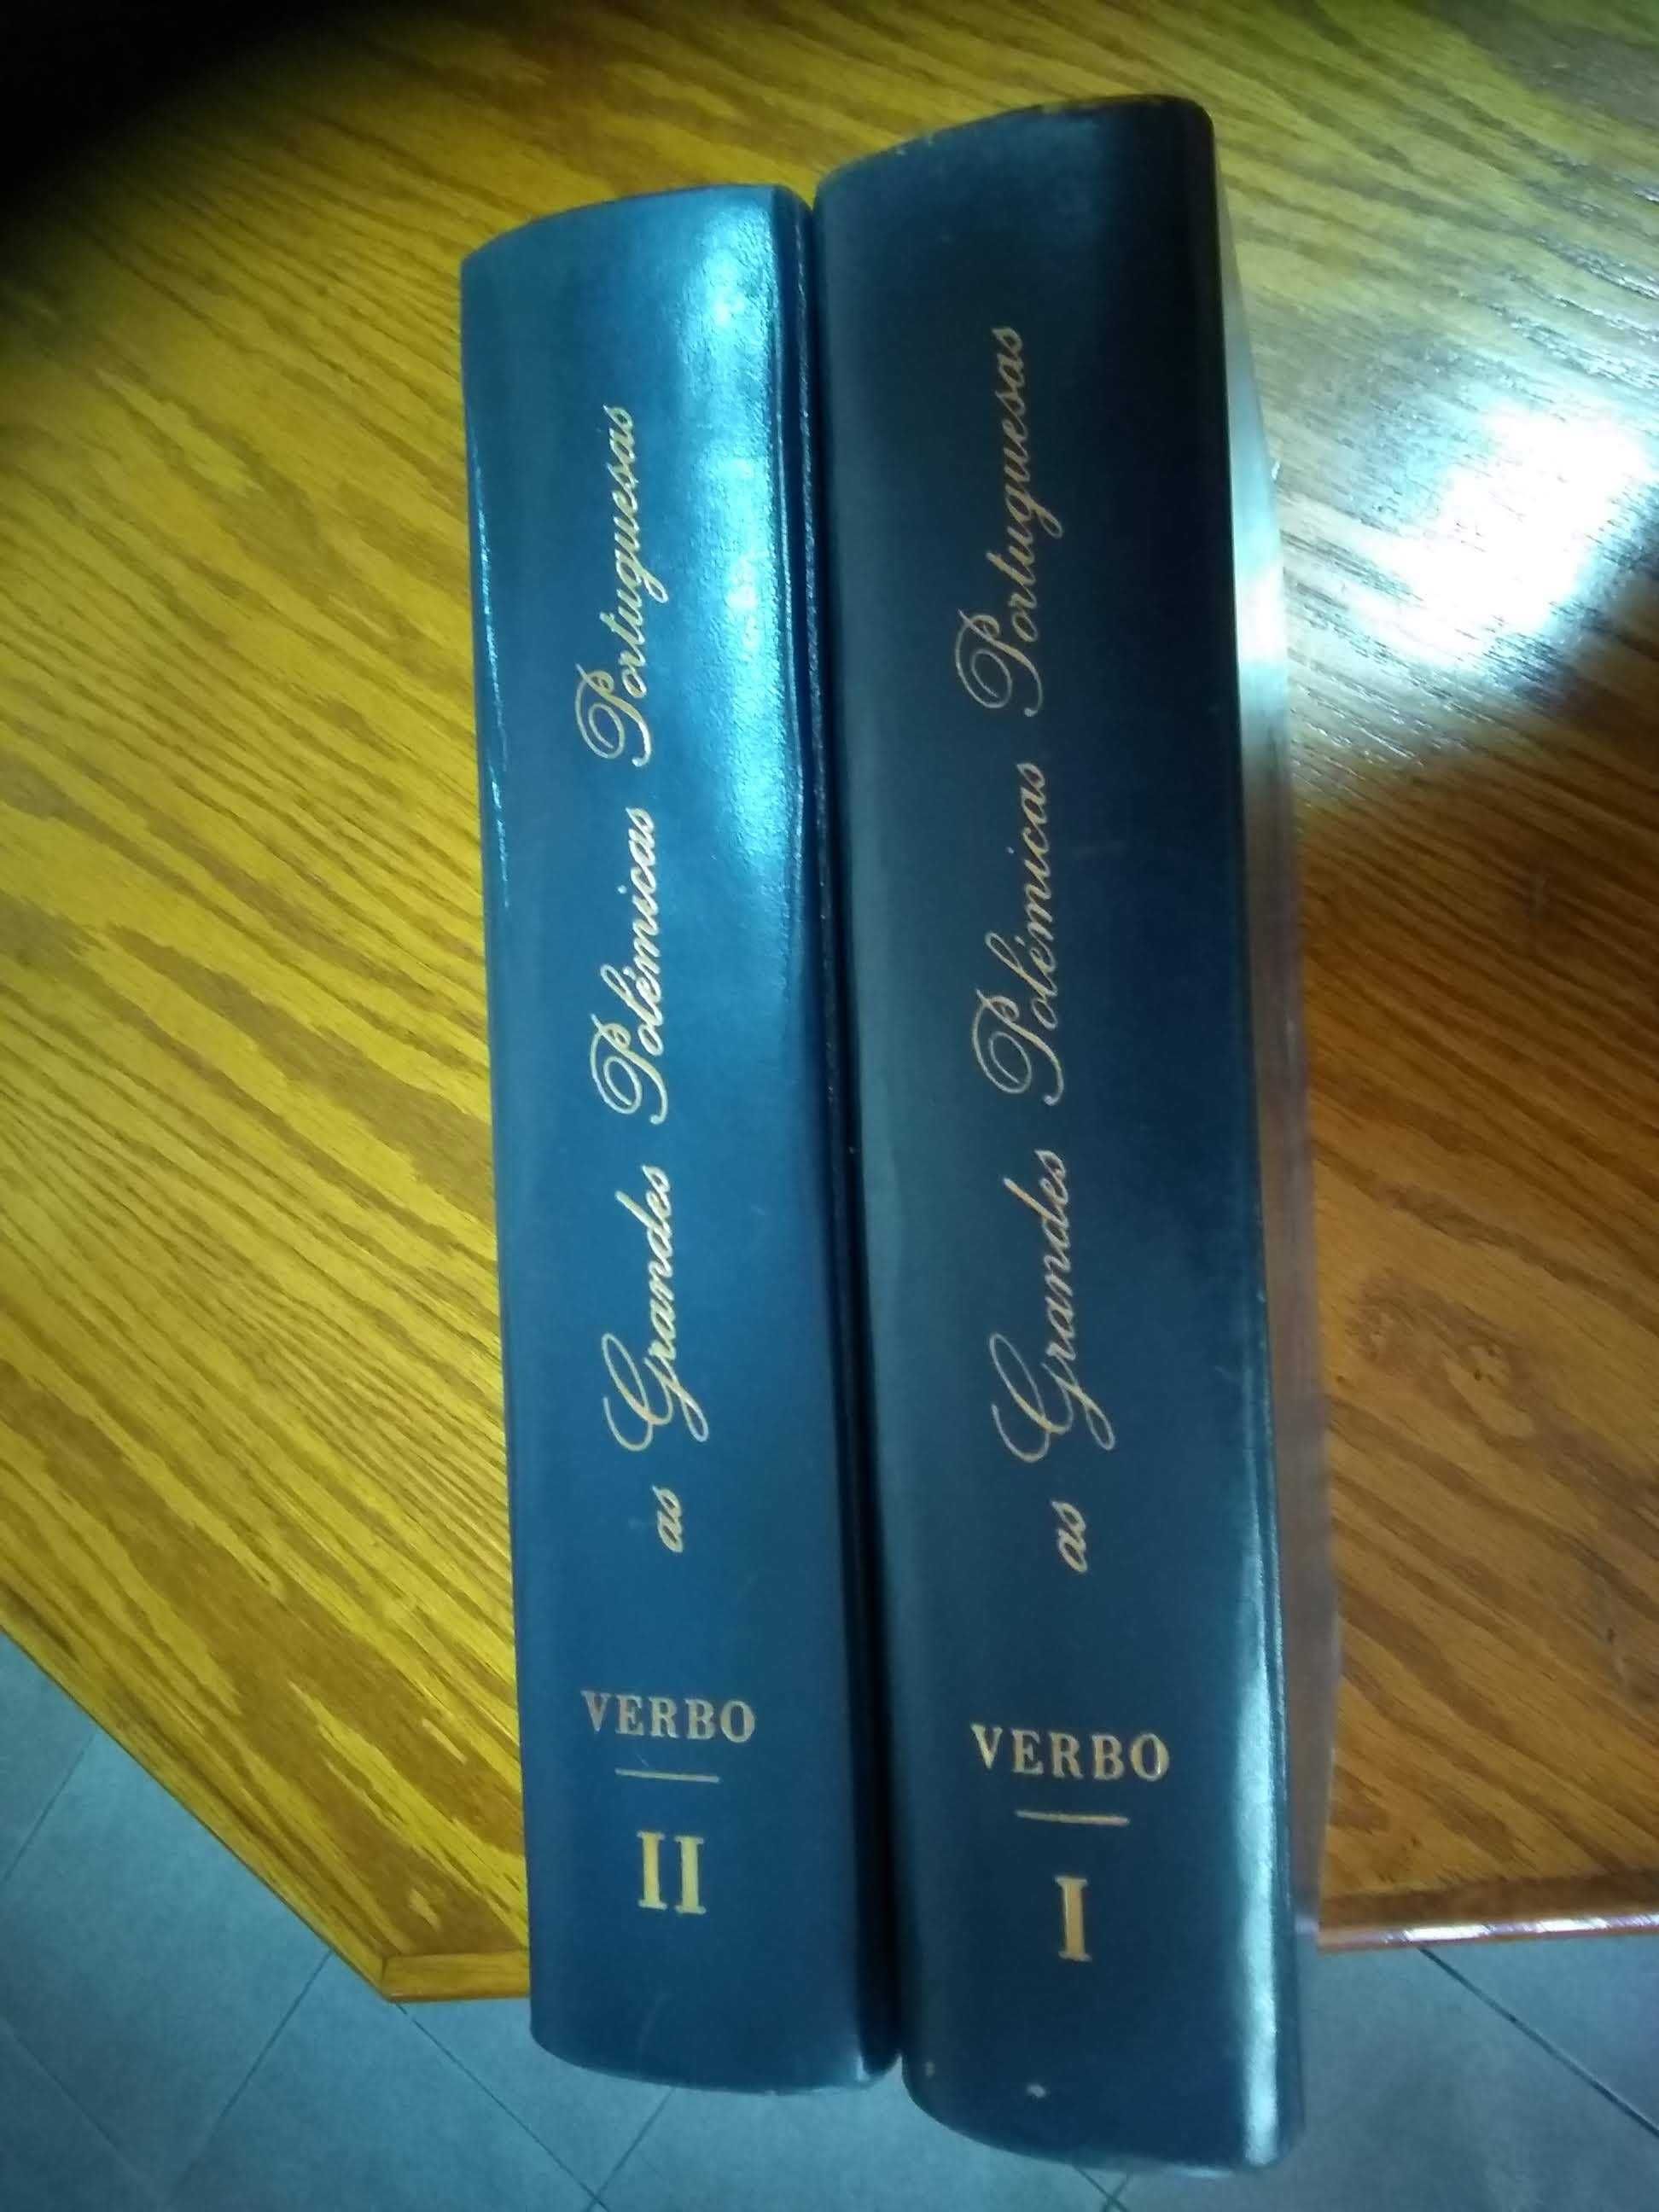 as Grandes Polémicas Portuguesas
VERBO
II
as Grandes Polémicas Portuguesas
VERBO
I